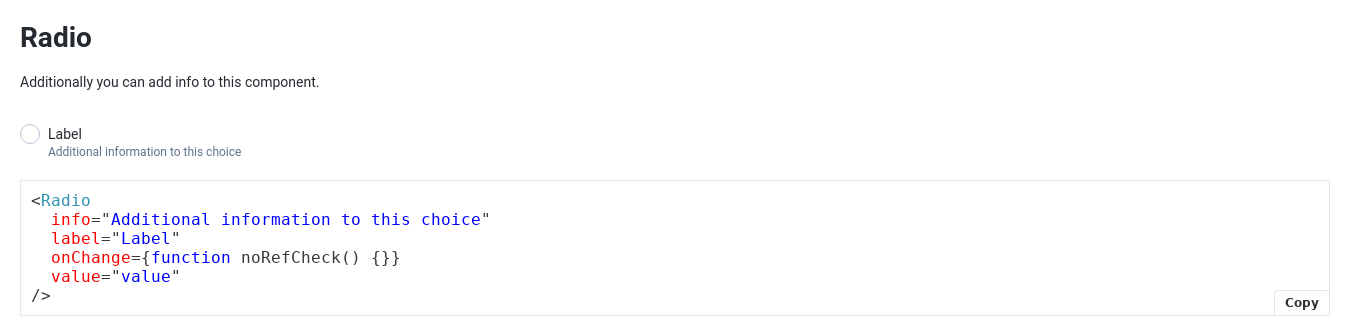 Radio
Additionally you can add info to this component.
Label
Additional information to this choice
<Radio
  info="Additional information to this choice"
  label="Label"
  onChange={function noRefCheck() {}}
  value="value"
/>
Copy